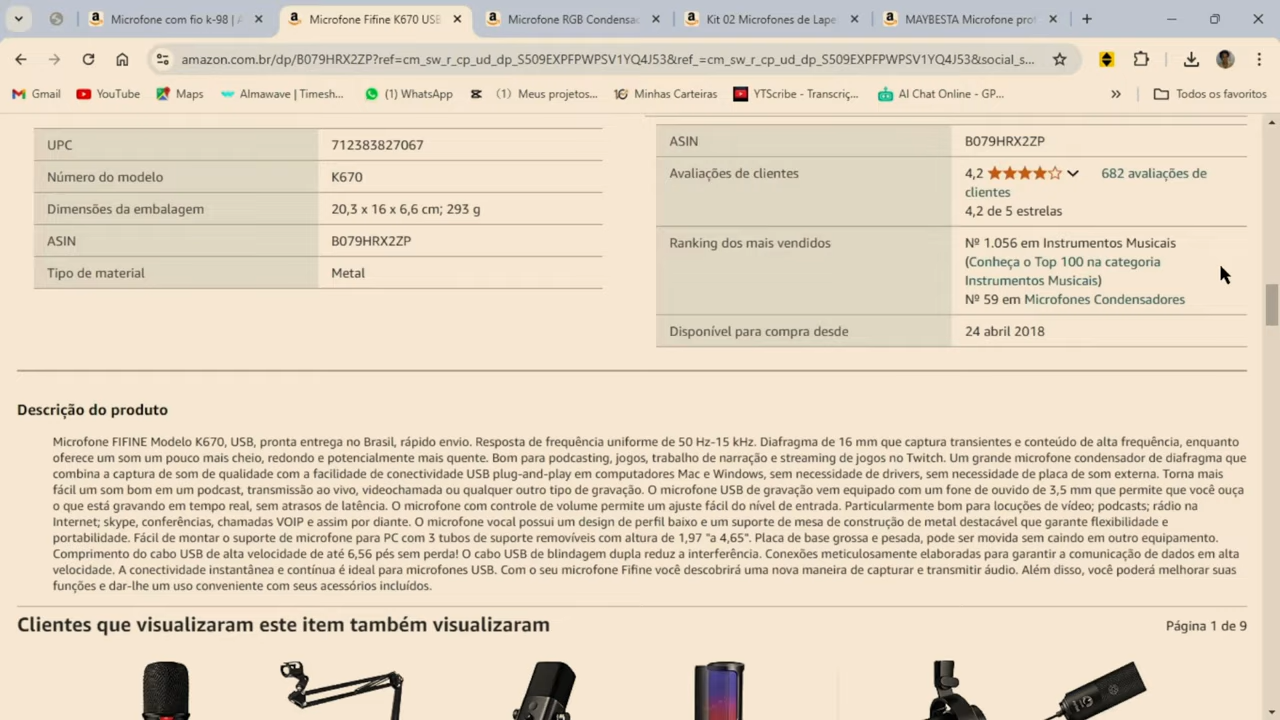 Microfone com fio k-98 | A
Microfone Fifine K670 USB
Microfone RGB Condensa
Kit 02 Microfones de Lape
MAYBESTA Microfone pro
amazon.com.br/dp/B079HRX2ZP?ref=cm_sw_r_cp_ud_dp_S509EXPFPWPSV1YQ4J53&ref_=cm_sw_r_cp_ud_dp_S509EXPFPWPSV1YQ4J53&social_s...
Gmail YouTube Maps Almawave | Timesh... (1) WhatsApp (1) Meus projetos... Minhas Carteiras YTScribe - Transcriç... AI Chat Online - GP... Todos os favoritos
UPC 712383827067
Número do modelo K670
Dimensões da embalagem 20,3 x 16 x 6,6 cm; 293 g
ASIN B079HRX2ZP
Tipo de material Metal
ASIN B079HRX2ZP
Avaliações de clientes 4,2 682 avaliações de
clientes
4,2 de 5 estrelas
Ranking dos mais vendidos Nº 1.056 em Instrumentos Musicais
(Conheça o Top 100 na categoria
Instrumentos Musicais)
Nº 59 em Microfones Condensadores
Disponível para compra desde 24 abril 2018
Descrição do produto
Microfone FIFINE Modelo K670, USB, pronta entrega no Brasil, rápido envio. Resposta de frequência uniforme de 50 Hz-15 kHz. Diafragma de 16 mm que captura transientes e conteúdo de alta frequência, enquanto
oferece um som um pouco mais cheio, redondo e potencialmente mais quente. Bom para podcasting, jogos, trabalho de narração e streaming de jogos no Twitch. Um grande microfone condensador de diafragma que
combina a captura de som de qualidade com a facilidade de conectividade USB plug-and-play em computadores Mac e Windows, sem necessidade de drivers, sem necessidade de placa de som externa. Torna mais
fácil um som bom em um podcast, transmissão ao vivo, videochamada ou qualquer outro tipo de gravação. O microfone USB de gravação vem equipado com um fone de ouvido de 3,5 mm que permite que você ouça
o que está gravando em tempo real, sem atrasos de latência. O microfone com controle de volume permite um ajuste fácil do nível de entrada. Particularmente bom para locuções de vídeo; podcasts; rádio na
Internet; skype, conferências, chamadas VOIP e assim por diante. O microfone vocal possui um design de perfil baixo e um suporte de mesa de construção de metal destacável que garante flexibilidade e
portabilidade. Fácil de montar o suporte de microfone para PC com 3 tubos de suporte removíveis com altura de 1,97 "a 4,65". Placa de base grossa e pesada, pode ser movida sem caindo em outro equipamento.
Comprimento do cabo USB de alta velocidade de até 6,56 pés sem perda! O cabo USB de blindagem dupla reduz a interferência. Conexões meticulosamente elaboradas para garantir a comunicação de dados em alta
velocidade. A conectividade instantânea e contínua é ideal para microfones USB. Com o seu microfone Fifine você descobrirá uma nova maneira de capturar e transmitir áudio. Além disso, você poderá melhorar suas
funções e dar-lhe um uso conveniente com seus acessórios incluídos.
Clientes que visualizaram este item também visualizaram
Página 1 de 9